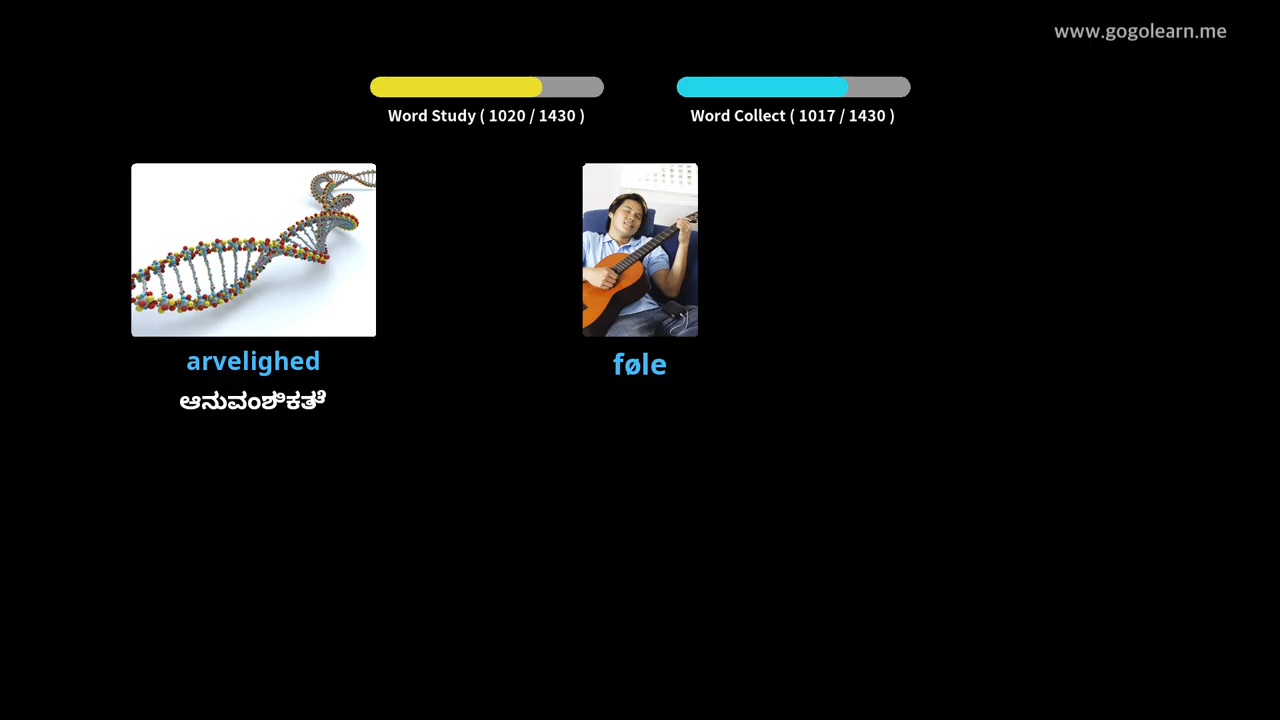 www.gogolearn.me
Word Study ( 1020 / 1430 )
Word Collect ( 1017 / 1430 )
arvelighed
føle
ಆನುವಂಶಿಕತೆ